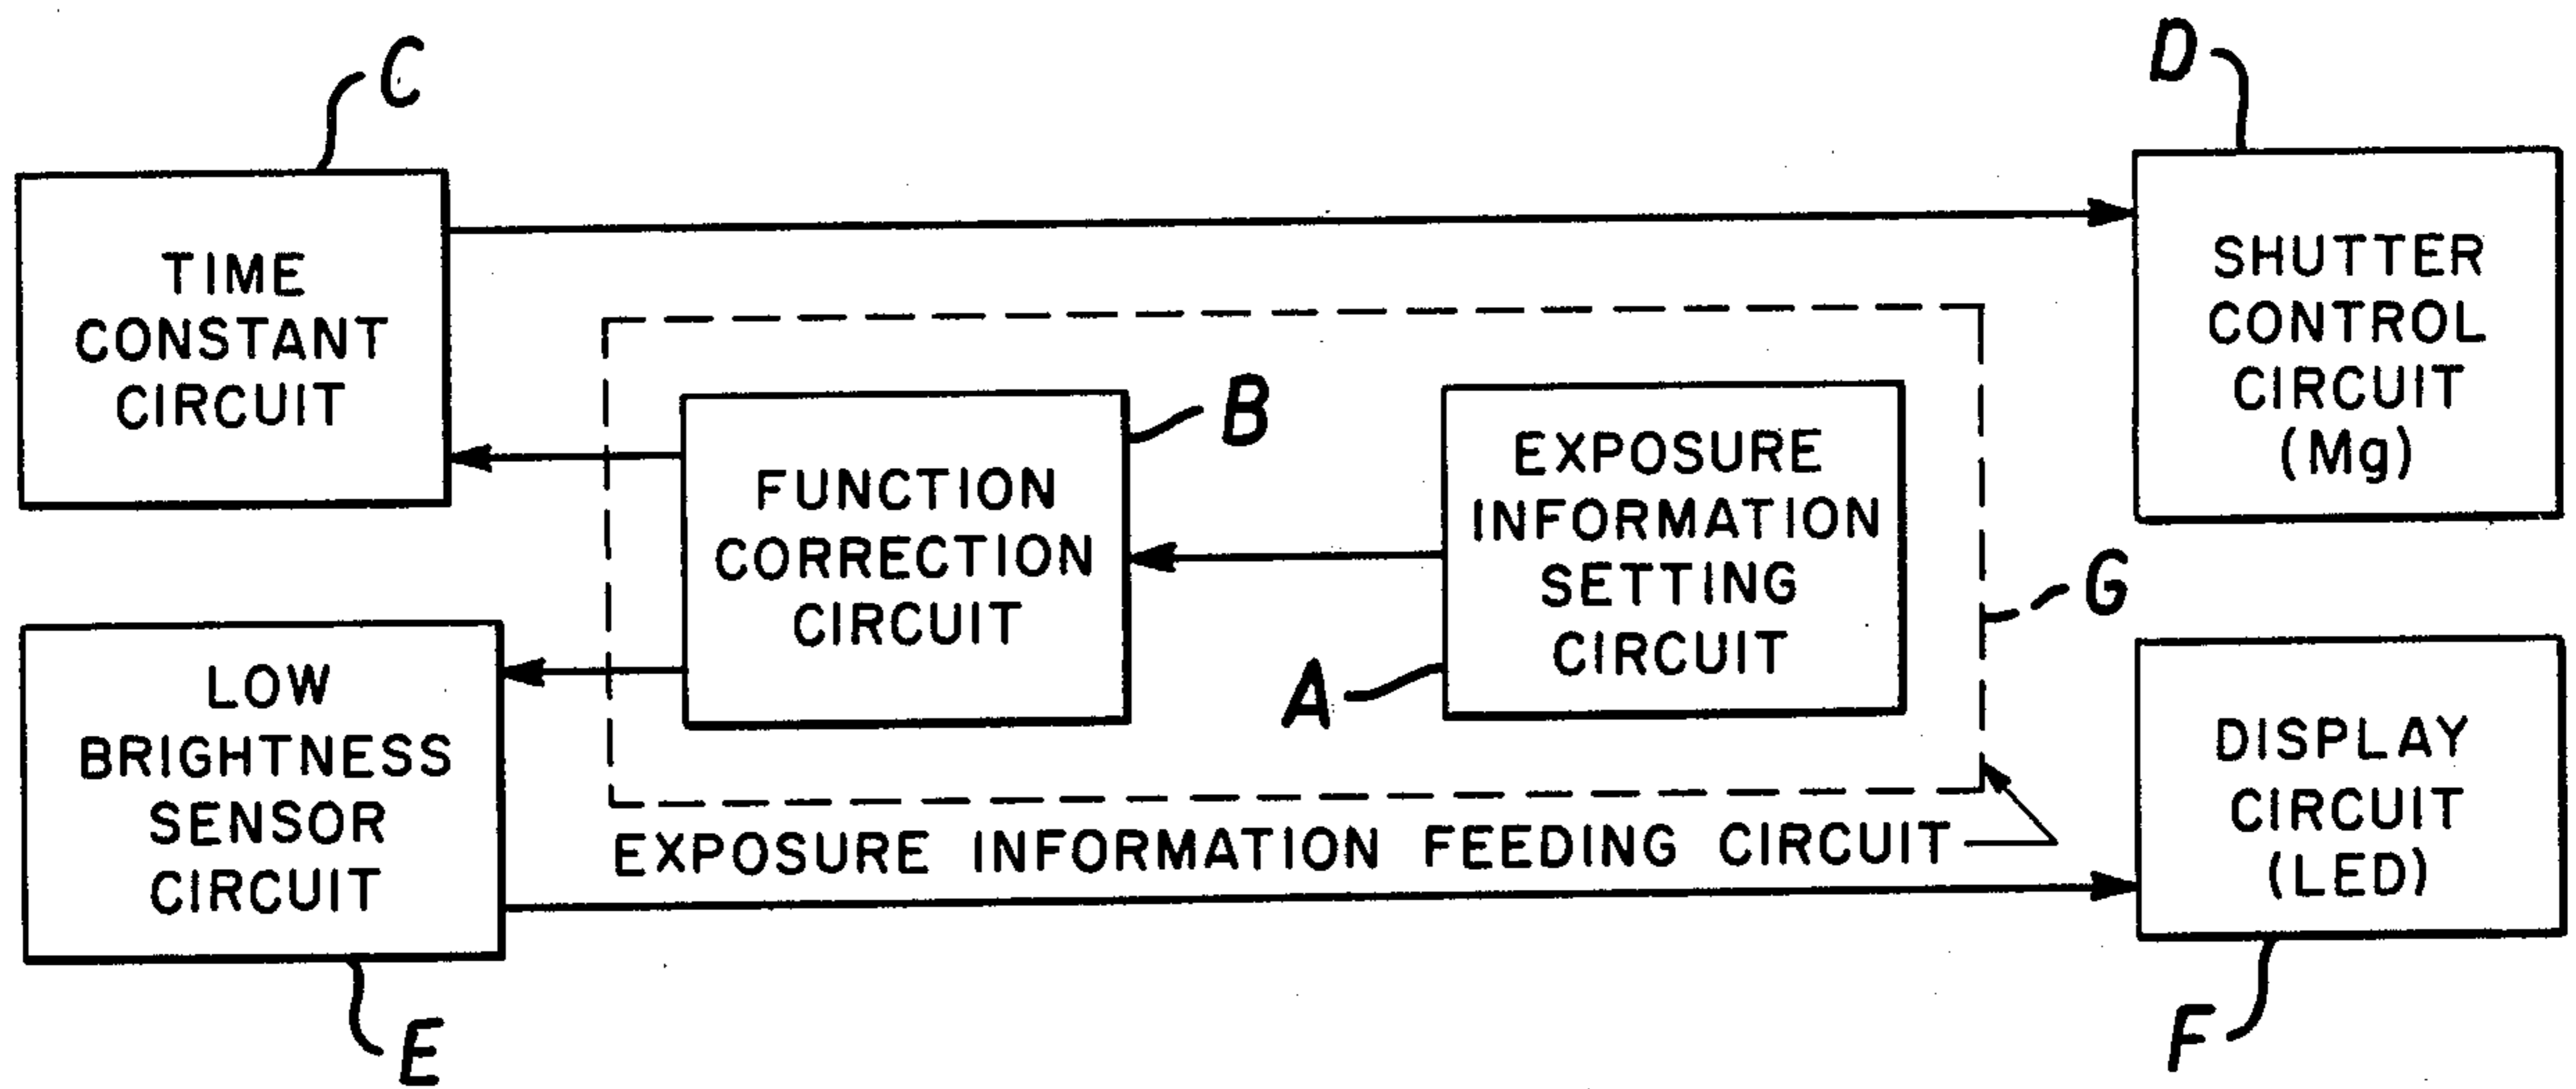 C
D
TIME
CONSTANT
CIRCUIT
SHUTTER
CONTROL
CIRCUIT
(Mg)
B
FUNCTION
CORRECTION
CIRCUIT
EXPOSURE
INFORMATION
SETTING
CIRCUIT
A
G
LOW
BRIGHTNESS
SENSOR
CIRCUIT
E
EXPOSURE INFORMATION FEEDING CIRCUIT
DISPLAY
CIRCUIT
(LED)
F